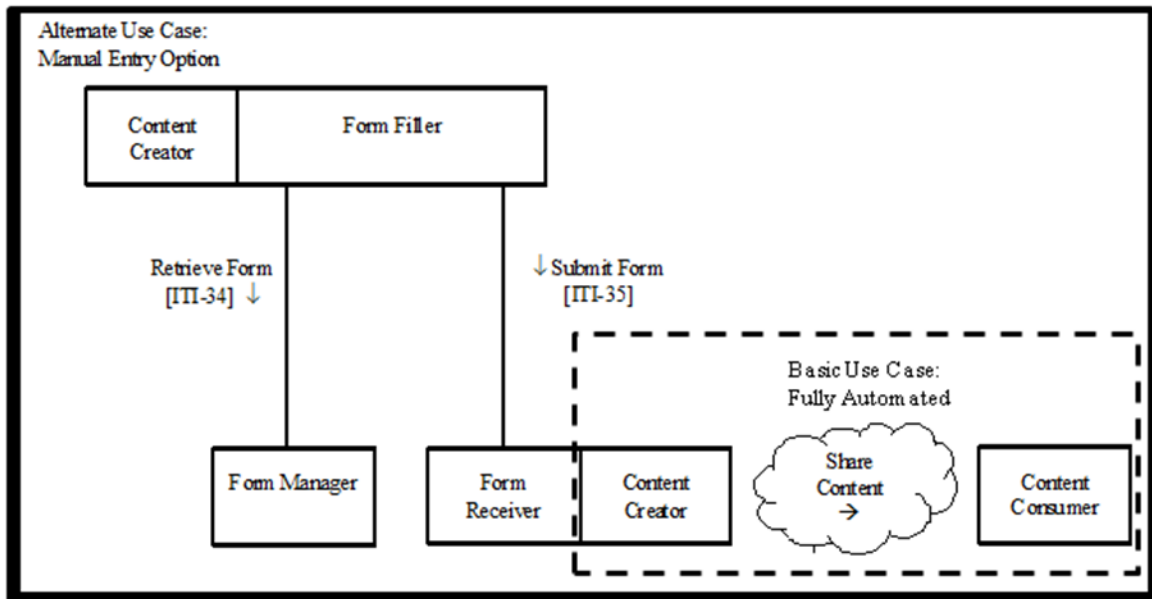 Alternate Use Case:
Manual Entry Option
Content
Creator
Form Filler
Retrieve Form
[ITI-34] ↓
↓ Submit Form
[ITI-35]
Basic Use Case:
Fully Automated
Form Manager
Form
Receiver
Content
Creator
Share
Content
→
Content
Consumer